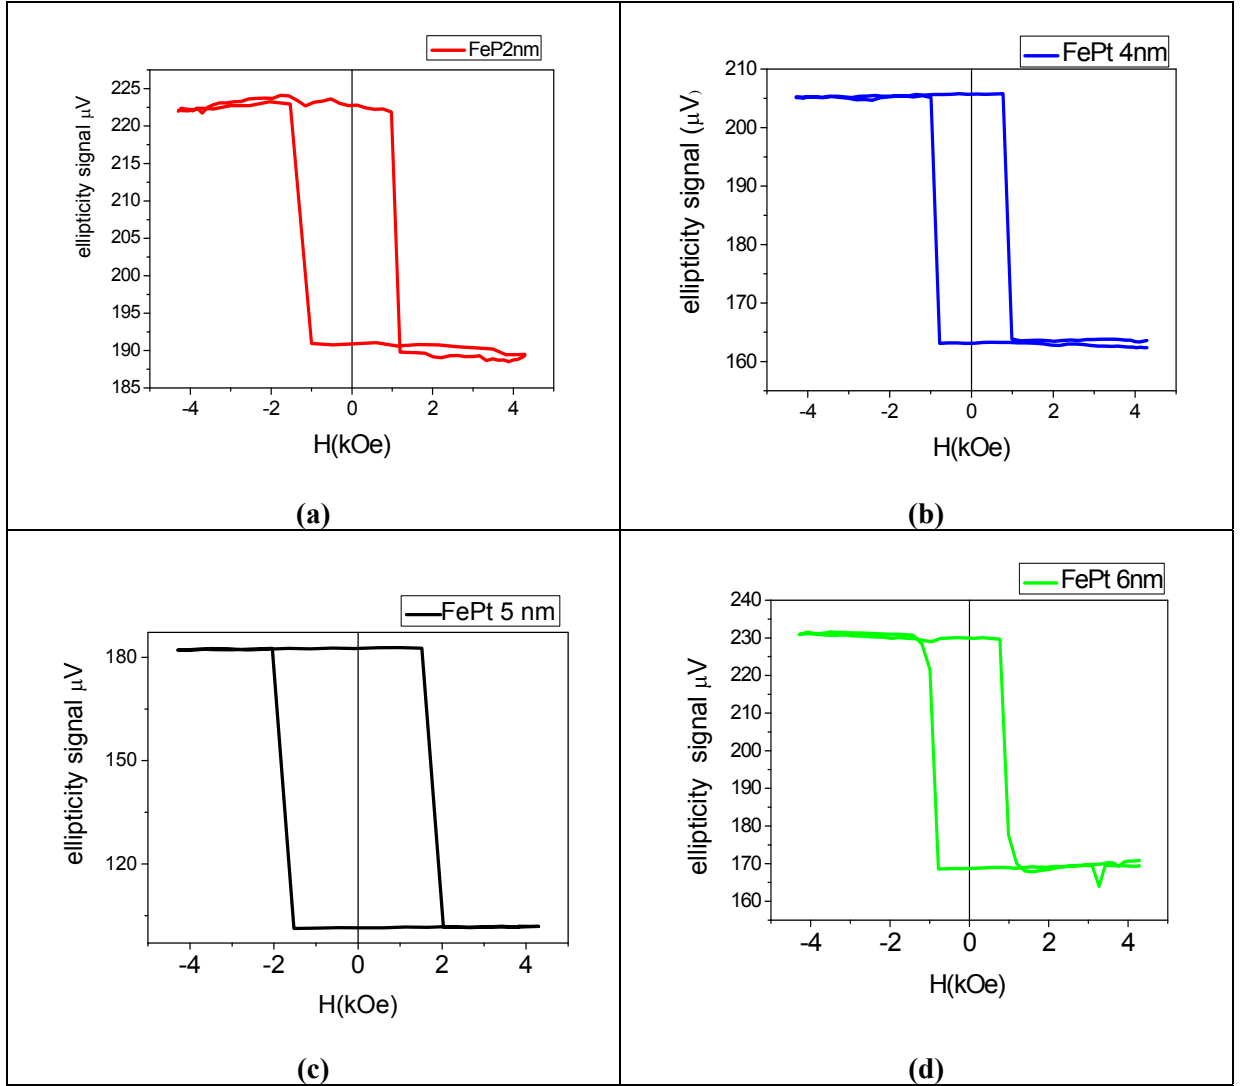 FeP2nm
225
220
215
210
205
200
195
190
185
ellipticity signal μV
-4 -2 0 2 4
H(kOe)
(a)
FePt 4nm
210
200
190
180
170
160
ellipticity signal (μV)
-4 -2 0 2 4
H(kOe)
(b)
FePt 5 nm
180
150
120
ellipticity signal μV
-4 -2 0 2 4
H(kOe)
(c)
FePt 6nm
240
230
220
210
200
190
180
170
160
ellipticity signal μV
-4 -2 0 2 4
H(kOe)
(d)